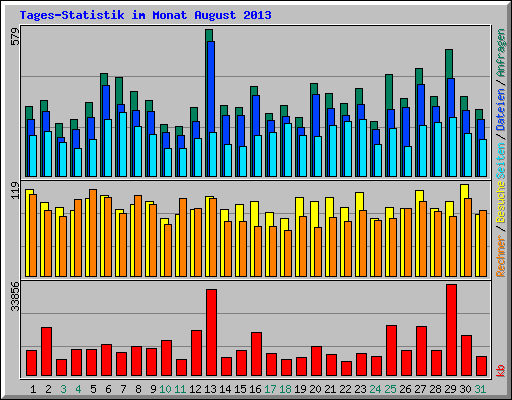 Tages-Statistik im Monat August 2013
579
119
33856
Rechner / Besuche Seiten / Dateien / Anfragen
kb
1 2 3 4 5 6 7 8 9 10 11 12 13 14 15 16 17 18 19 20 21 22 23 24 25 26 27 28 29 30 31